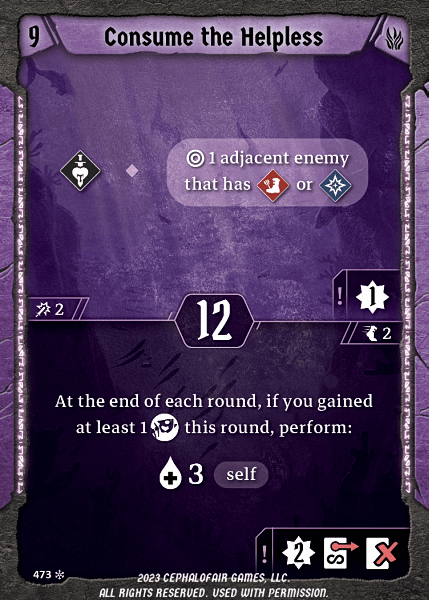 9
Consume the Helpless
1 adjacent enemy
that has or
! 1
2
12
2
At the end of each round, if you gained
at least 1 this round, perform:
3 self
! 2 S
473
2023 CEPHALOFAIR GAMES, LLC.
ALL RIGHTS RESERVED. USED WITH PERMISSION.